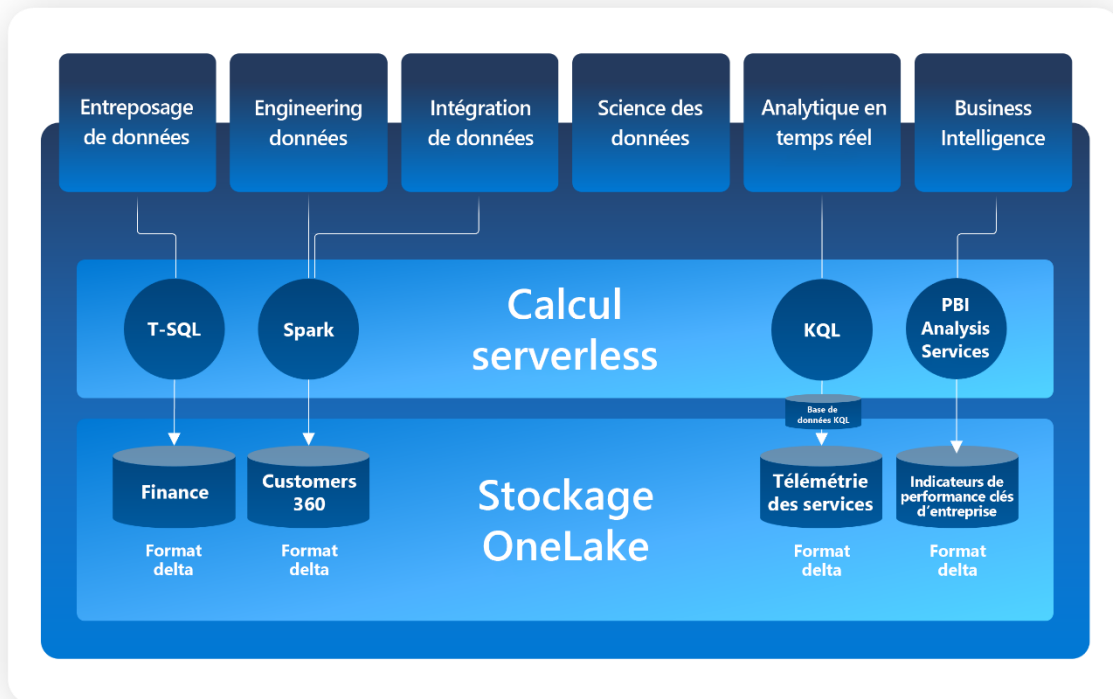 Entreposage
de données
Engineering
données
Intégration
de données
Science des
données
Analytique en
temps réel
Business
Intelligence
Calcul
serverless
T-SQL
Spark
KQL
PBI
Analysis
Services
Base de
données KQL
Stockage
OneLake
Finance
Customers
360
Télémétrie
des services
Indicateurs de
performance clés
d’entreprise
Format
delta
Format
delta
Format
delta
Format
delta